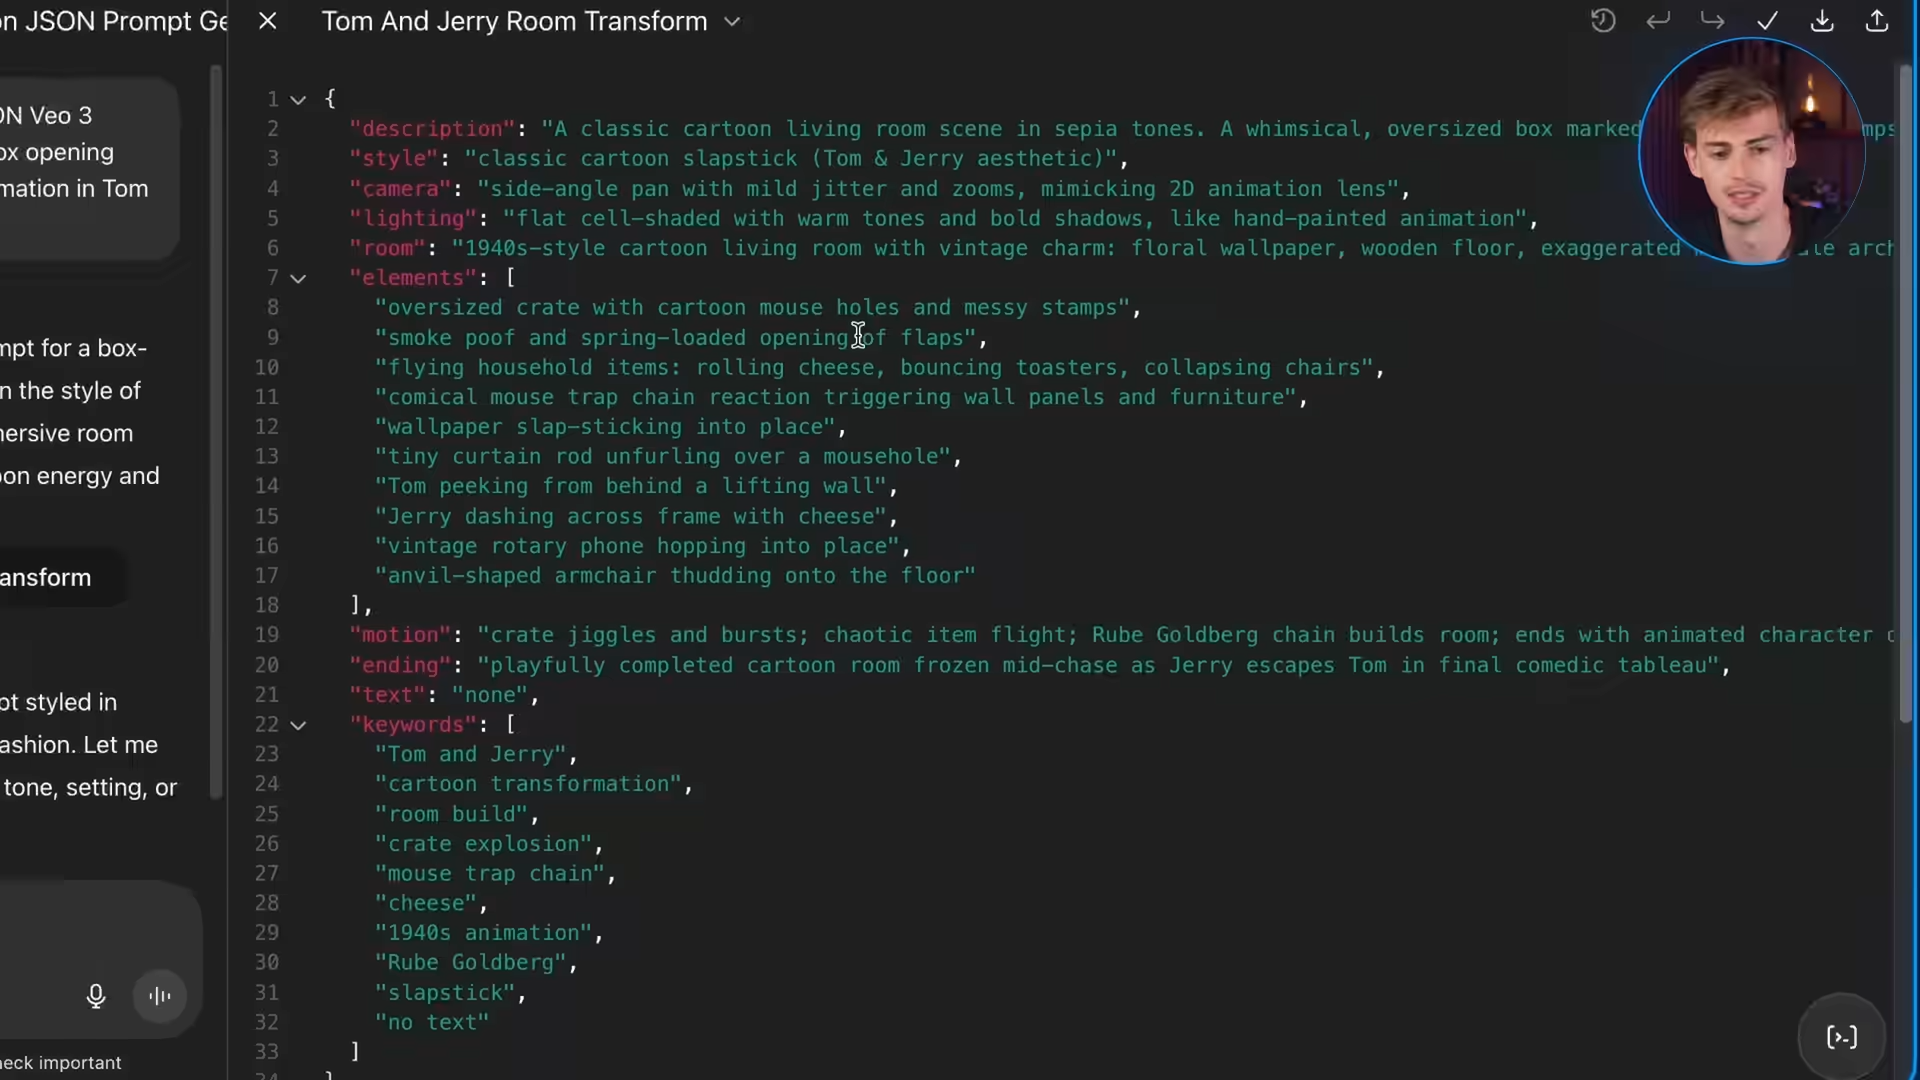 on JSON Prompt Ge
ON Veo 3
ox opening
mation in Tom
mpt for a box-
n the style of
mersive room
oon energy and
ansform
pt styled in
ashion. Let me
tone, setting, or
heck important
Tom And Jerry Room Transform
1 {
2 "description": "A classic cartoon living room scene in sepia tones. A whimsical, oversized box marked mps
3 "style": "classic cartoon slapstick (Tom & Jerry aesthetic)",
4 "camera": "side-angle pan with mild jitter and zooms, mimicking 2D animation lens",
5 "lighting": "flat cell-shaded with warm tones and bold shadows, like hand-painted animation",
6 "room": "1940s-style cartoon living room with vintage charm: floral wallpaper, wooden floor, exaggerated arch
7 "elements": [
8 "oversized crate with cartoon mouse holes and messy stamps",
9 "smoke poof and spring-loaded opening of flaps",
10 "flying household items: rolling cheese, bouncing toasters, collapsing chairs",
11 "comical mouse trap chain reaction triggering wall panels and furniture",
12 "wallpaper slap-sticking into place",
13 "tiny curtain rod unfurling over a mousehole",
14 "Tom peeking from behind a lifting wall",
15 "Jerry dashing across frame with cheese",
16 "vintage rotary phone hopping into place",
17 "anvil-shaped armchair thudding onto the floor"
18 ],
19 "motion": "crate jiggles and bursts; chaotic item flight; Rube Goldberg chain builds room; ends with animated character
20 "ending": "playfully completed cartoon room frozen mid-chase as Jerry escapes Tom in final comedic tableau",
21 "text": "none",
22 "keywords": [
23 "Tom and Jerry",
24 "cartoon transformation",
25 "room build",
26 "crate explosion",
27 "mouse trap chain",
28 "cheese",
29 "1940s animation",
30 "Rube Goldberg",
31 "slapstick",
32 "no text"
33 ]